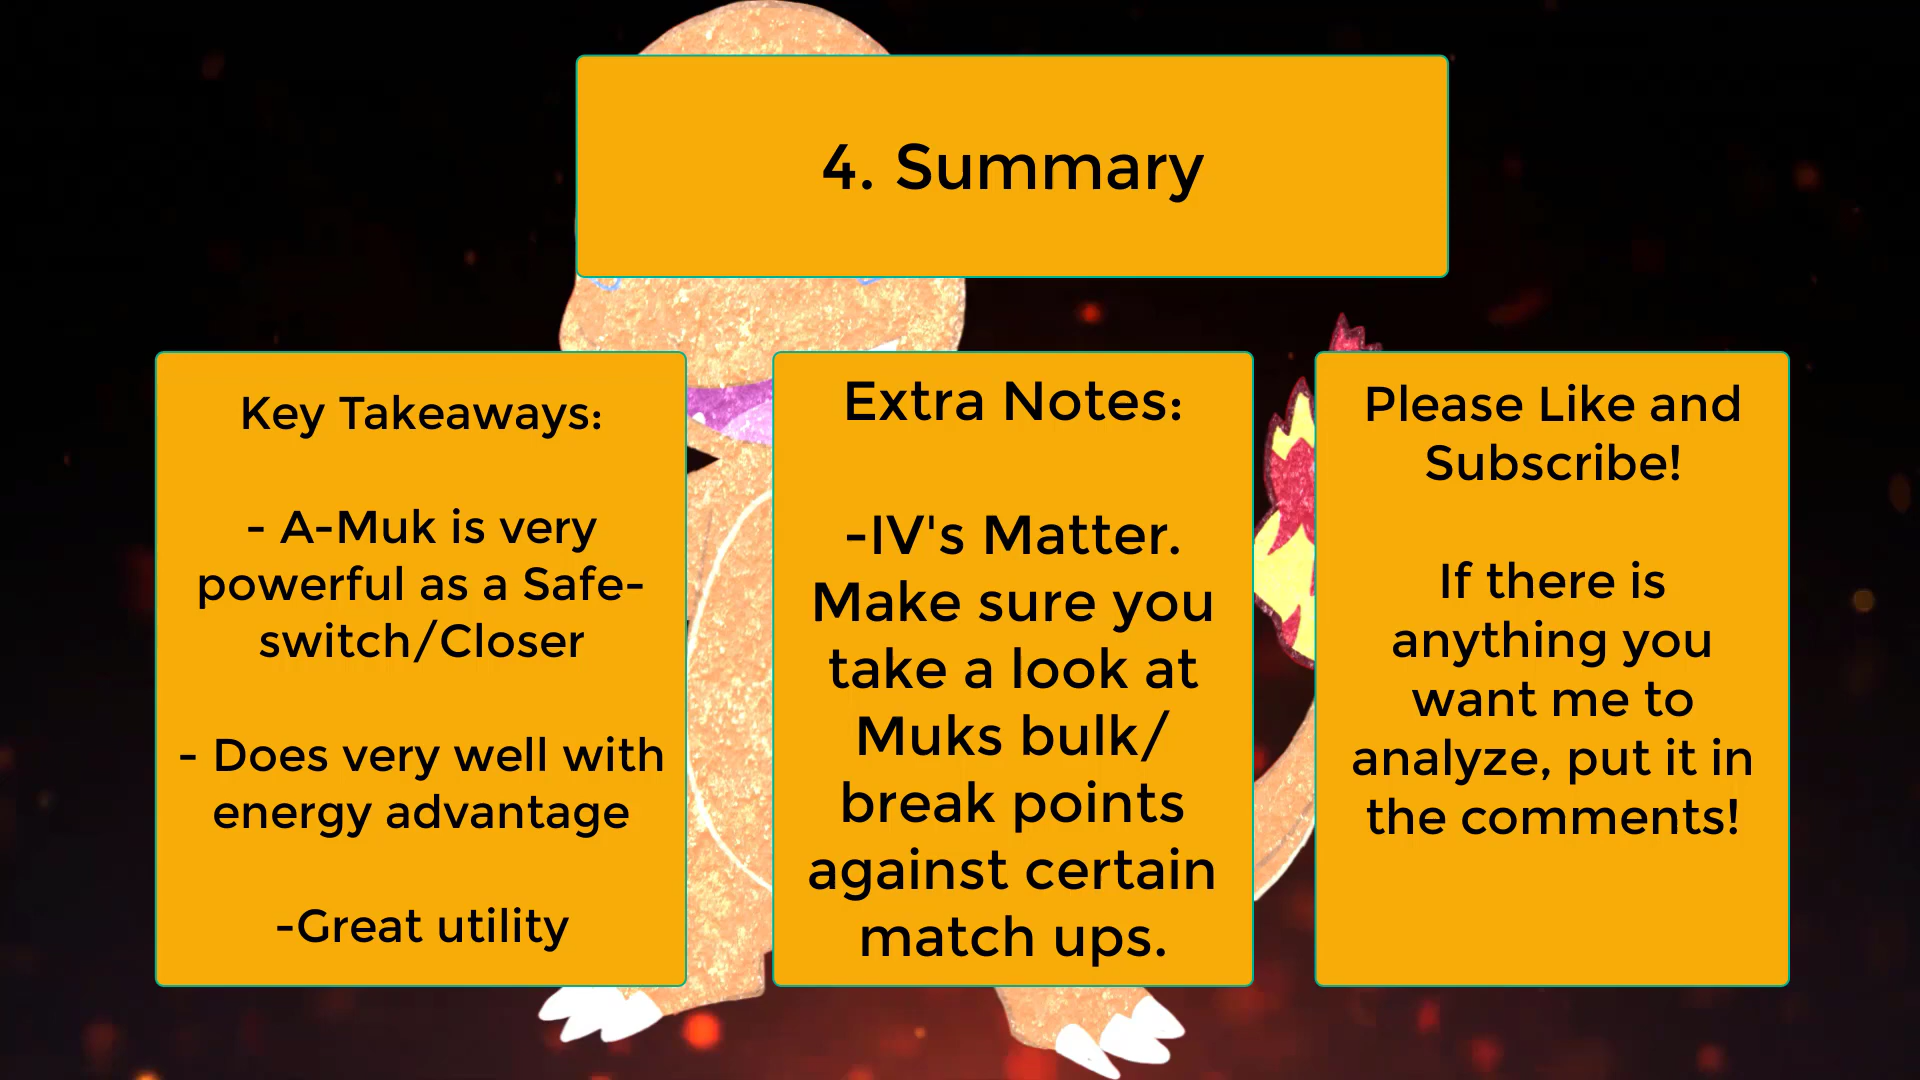 4. Summary
Key Takeaways:
- A-Muk is very
powerful as a Safe-
switch/Closer
- Does very well with
energy advantage
-Great utility
Extra Notes:
-IV's Matter.
Make sure you
take a look at
Muks bulk/
break points
against certain
match ups.
Please Like and
Subscribe!
If there is
anything you
want me to
analyze, put it in
the comments!